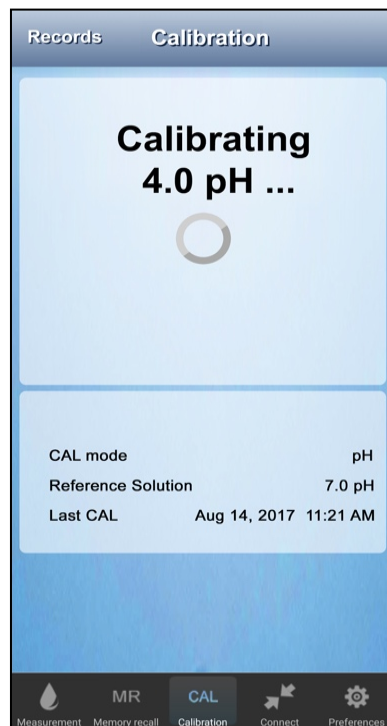 Records Calibration
Calibrating
4.0 pH ...
CAL mode pH
Reference Solution 7.0 pH
Last CAL Aug 14, 2017 11:21 AM
MR CAL
Measurement Memory recall Calibration Connect Preferences